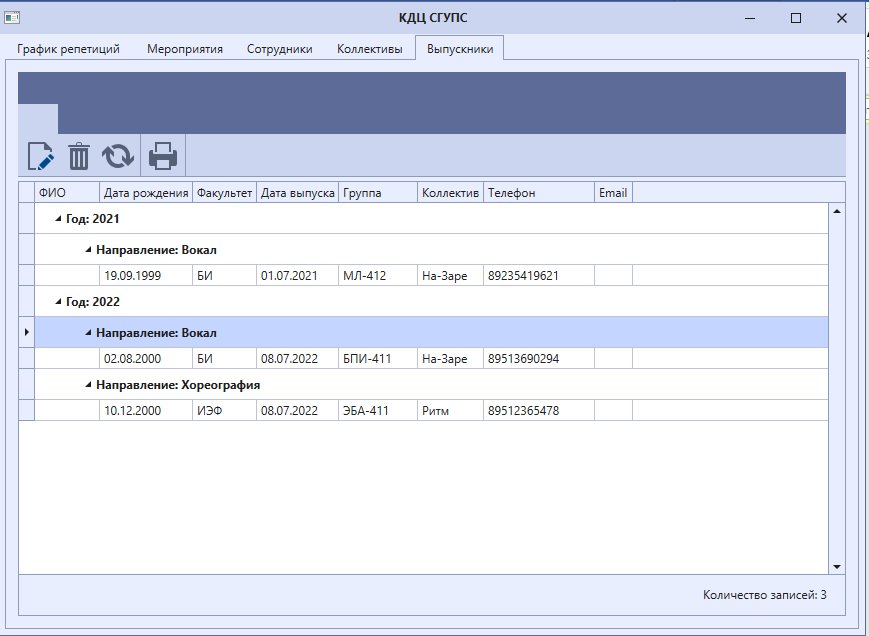 КДЦ СГУПС
График репетиций Мероприятия Сотрудники Коллективы Выпускники
ФИО Дата рождения Факультет Дата выпуска Группа Коллектив Телефон Email
Год: 2021
Направление: Вокал
19.09.1999 БИ 01.07.2021 МЛ-412 На-Заре 89235419621
Год: 2022
Направление: Вокал
02.08.2000 БИ 08.07.2022 БПИ-411 На-Заре 89513690294
Направление: Хореография
10.12.2000 ИЭФ 08.07.2022 ЭБА-411 Ритм 89512365478
Количество записей: 3